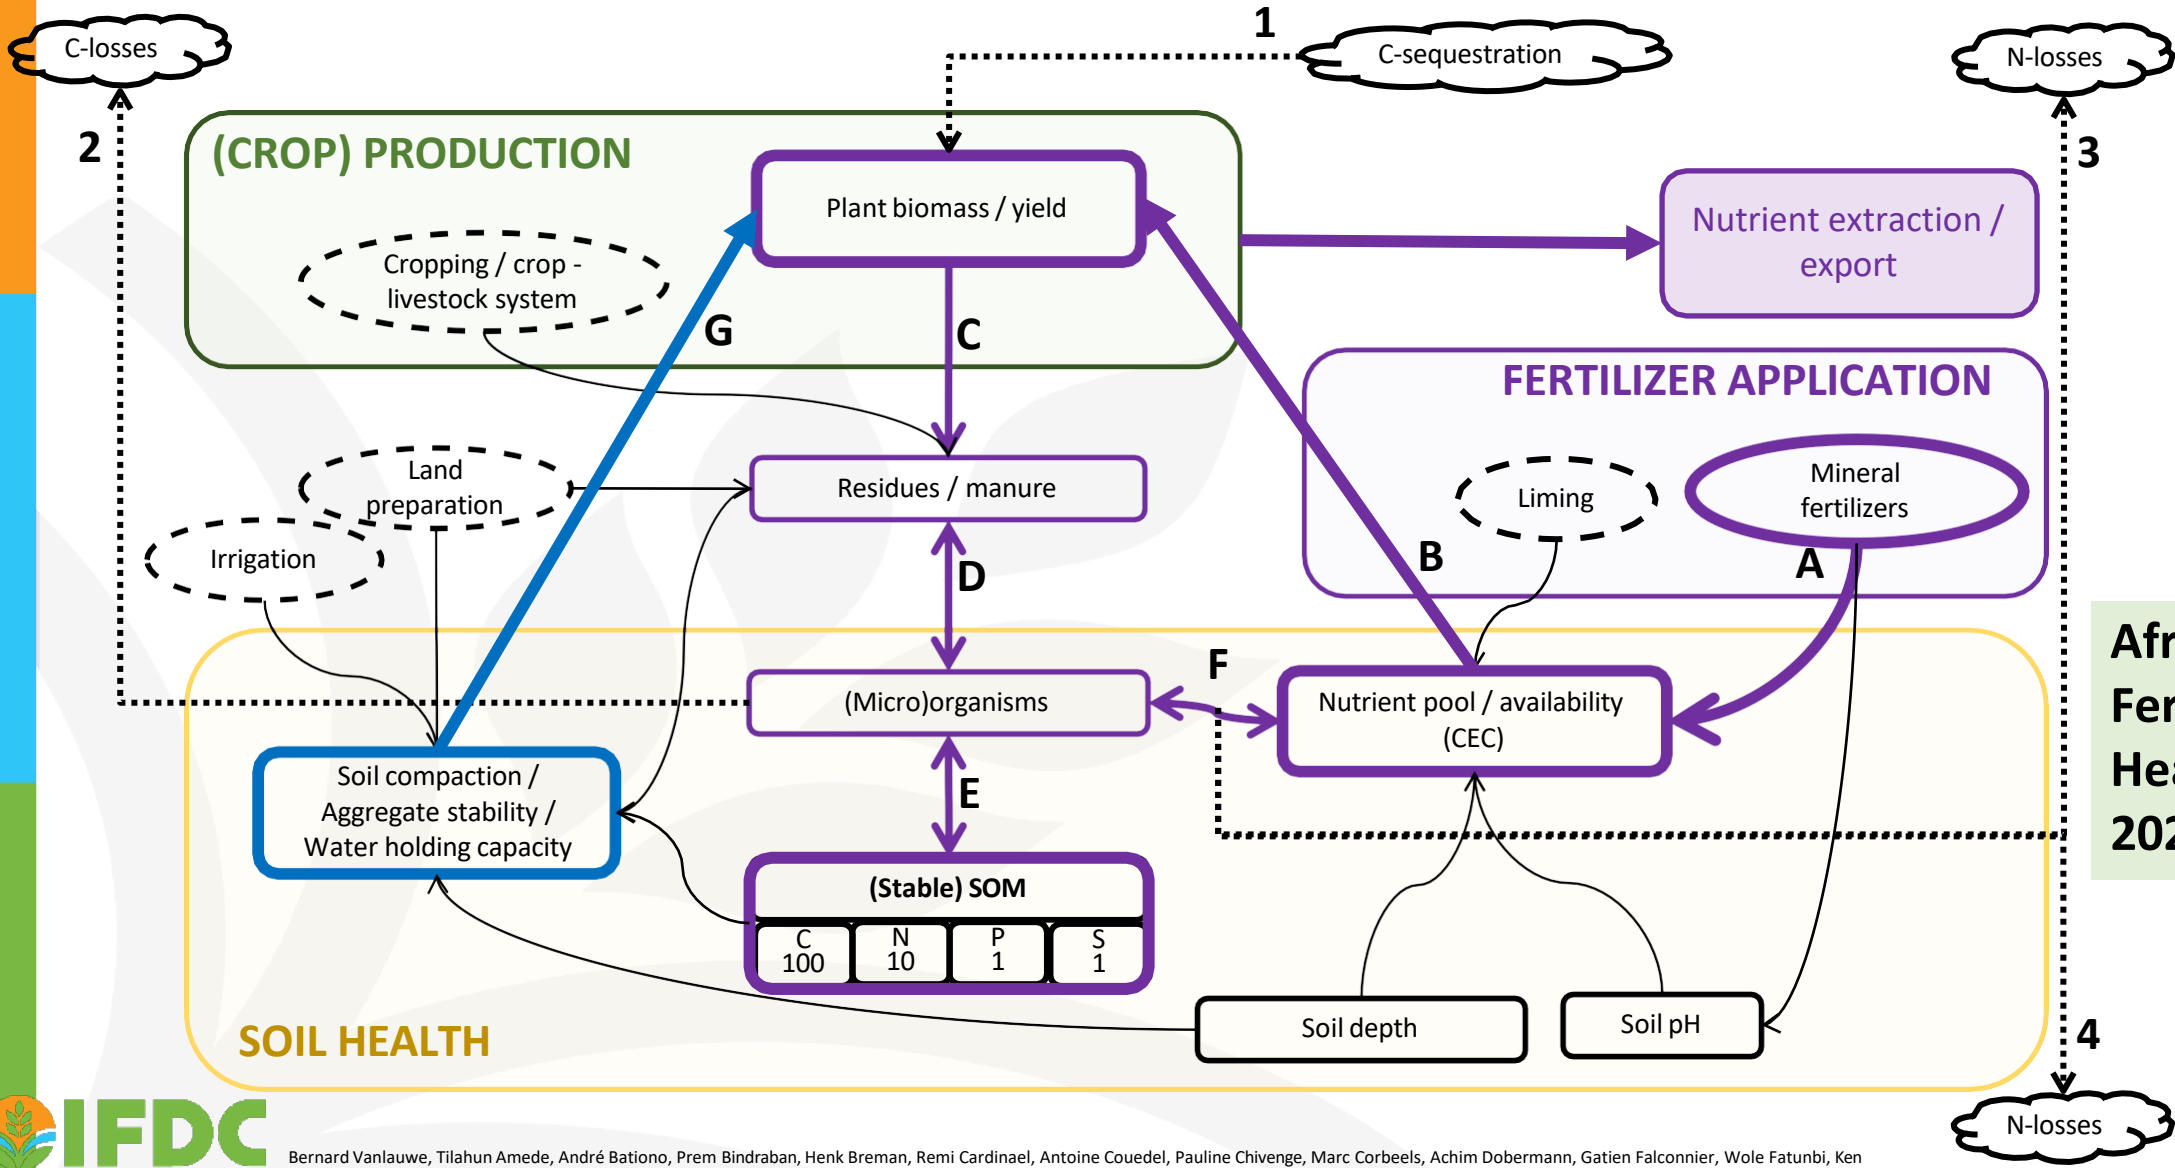 C-losses
1
C-sequestration
N-losses
2
3
(CROP) PRODUCTION
Plant biomass / yield
Nutrient extraction /
export
Cropping / crop -
livestock system
G
C
FERTILIZER APPLICATION
Land
preparation
Residues / manure
Liming
Mineral
fertilizers
Irrigation
D
B
A
F
(Micro)organisms
Nutrient pool / availability
(CEC)
Soil compaction /
Aggregate stability /
Water holding capacity
E
(Stable) SOM
C
100
N
10
P
1
S
1
Soil depth
Soil pH
SOIL HEALTH
4
N-losses
IFDC
Bernard Vanlauwe, Tilahun Amede, André Bationo, Prem Bindraban, Henk Breman, Remi Cardinael, Antoine Couedel, Pauline Chivenge, Marc Corbeels, Achim Dobermann, Gatien Falconnier, Wole Fatunbi, Ken